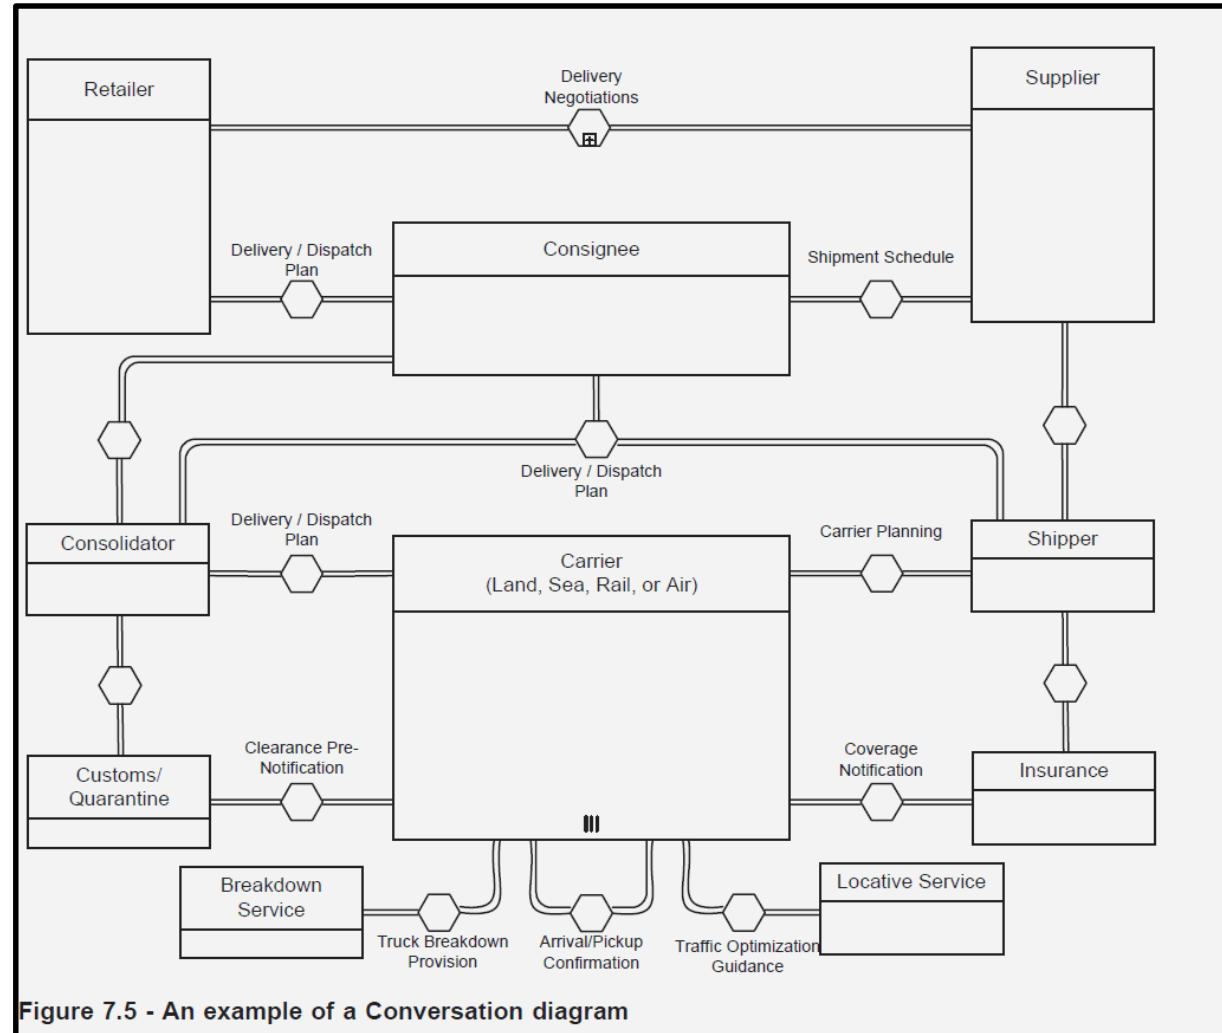 Retailer
Delivery
Negotiations
Supplier
Delivery / Dispatch
Plan
Consignee
Shipment Schedule
Delivery / Dispatch
Plan
Consolidator
Delivery / Dispatch
Plan
Carrier
(Land, Sea, Rail, or Air)
Carrier Planning
Shipper
Customs/
Quarantine
Clearance Pre-
Notification
Coverage
Notification
Insurance
Breakdown
Service
Truck Breakdown
Provision
Arrival/Pickup
Confirmation
Traffic Optimization
Guidance
Locative Service
Figure 7.5 - An example of a Conversation diagram